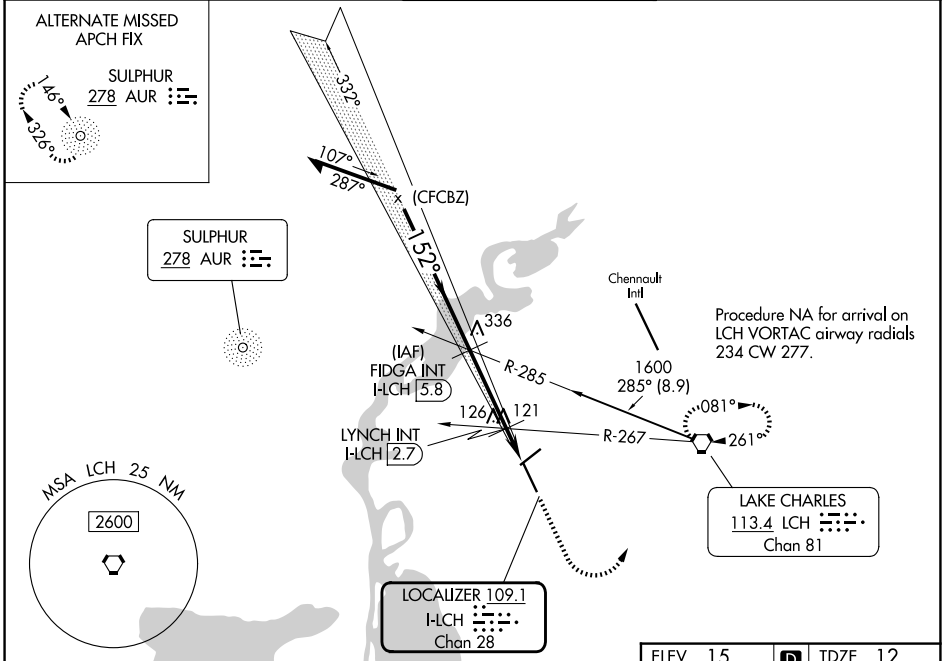 ALTERNATE MISSED
APCH FIX
SULPHUR
278 AUR
146°
326°
332°
107°
287°
(CFCBZ)
152°
SULPHUR
278 AUR
Chennault
Intl
Procedure NA for arrival on
LCH VORTAC airway radials
234 CW 277.
336
(IAF)
FIDGA INT
I-LCH 5.8
R-285
1600
285° (8.9)
081°
261°
126
121
R-267
LYNCH INT
I-LCH 2.7
MSA LCH 25 NM
2600
LAKE CHARLES
113.4 LCH
Chan 81
LOCALIZER 109.1
I-LCH
Chan 28
ELEV 15
D
TDZE 12